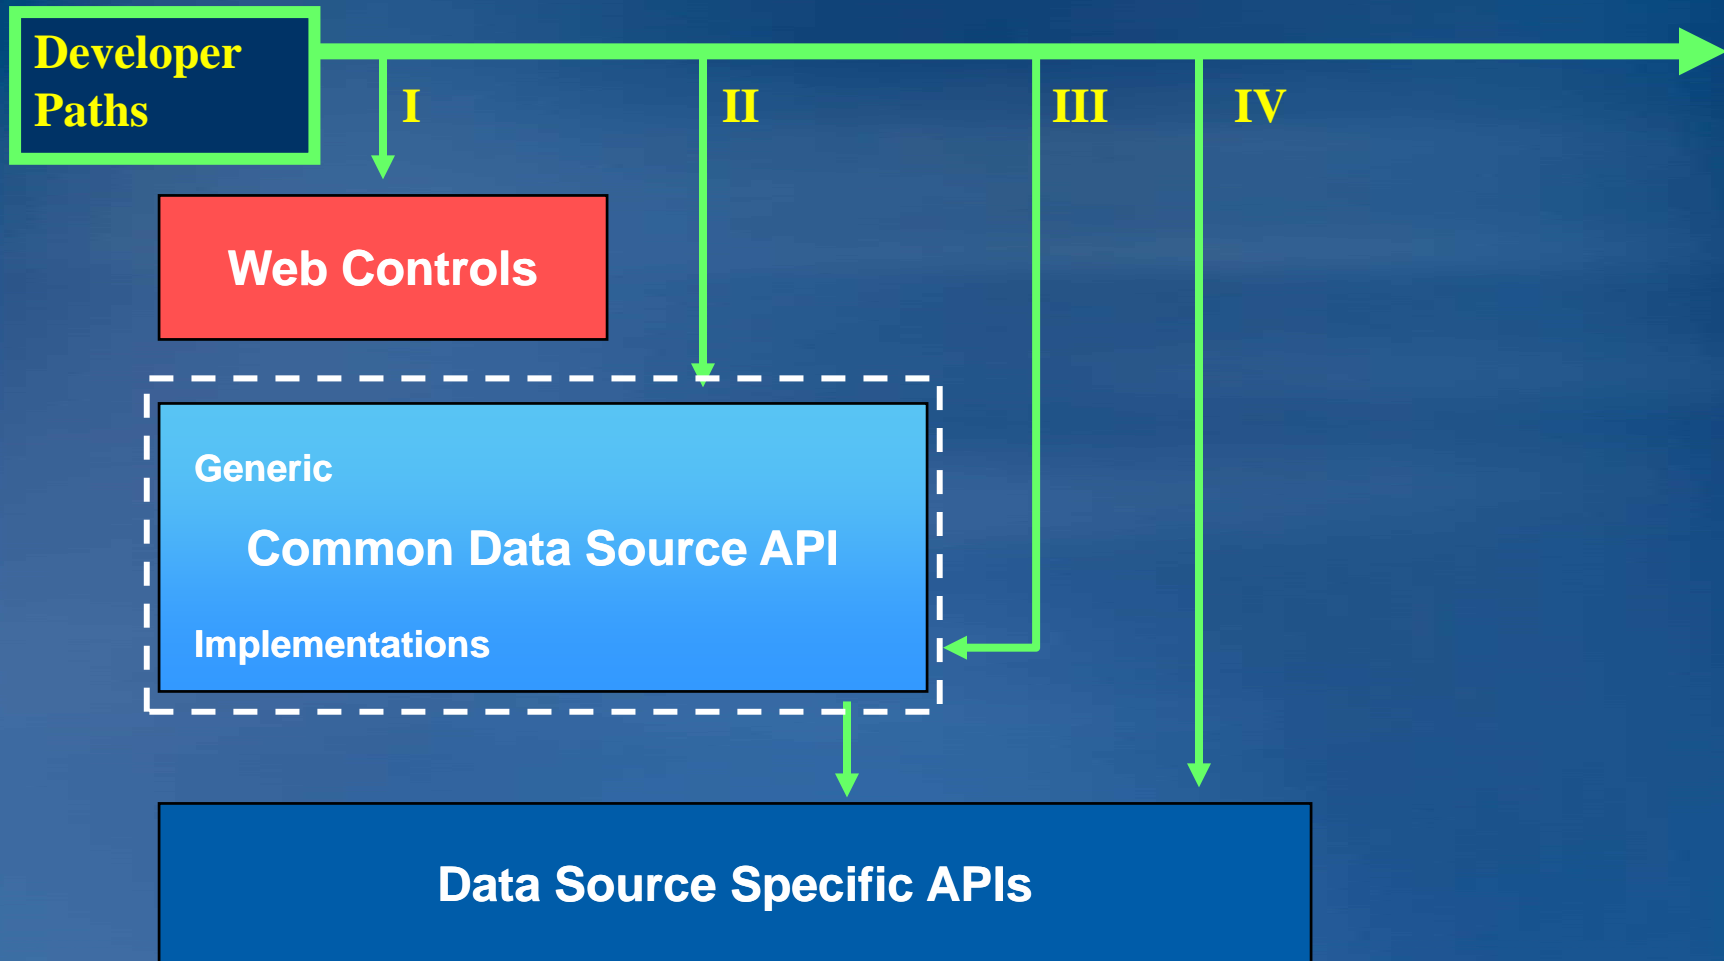 Developer
Paths
I
II
III
IV
Web Controls
Generic
Common Data Source API
Implementations
Data Source Specific APIs